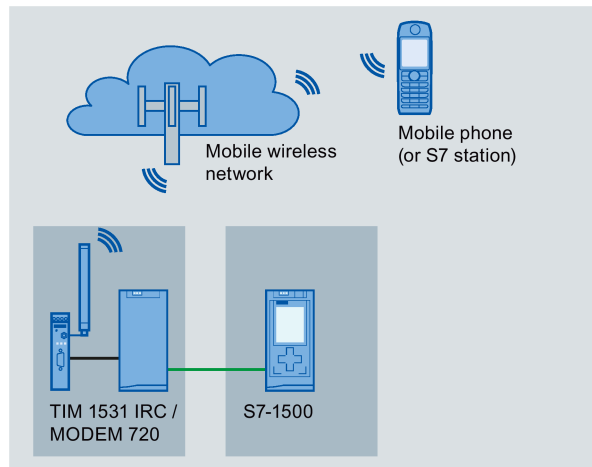 Mobile wireless
network
Mobile phone
(or S7 station)
TIM 1531 IRC /
MODEM 720
S7-1500